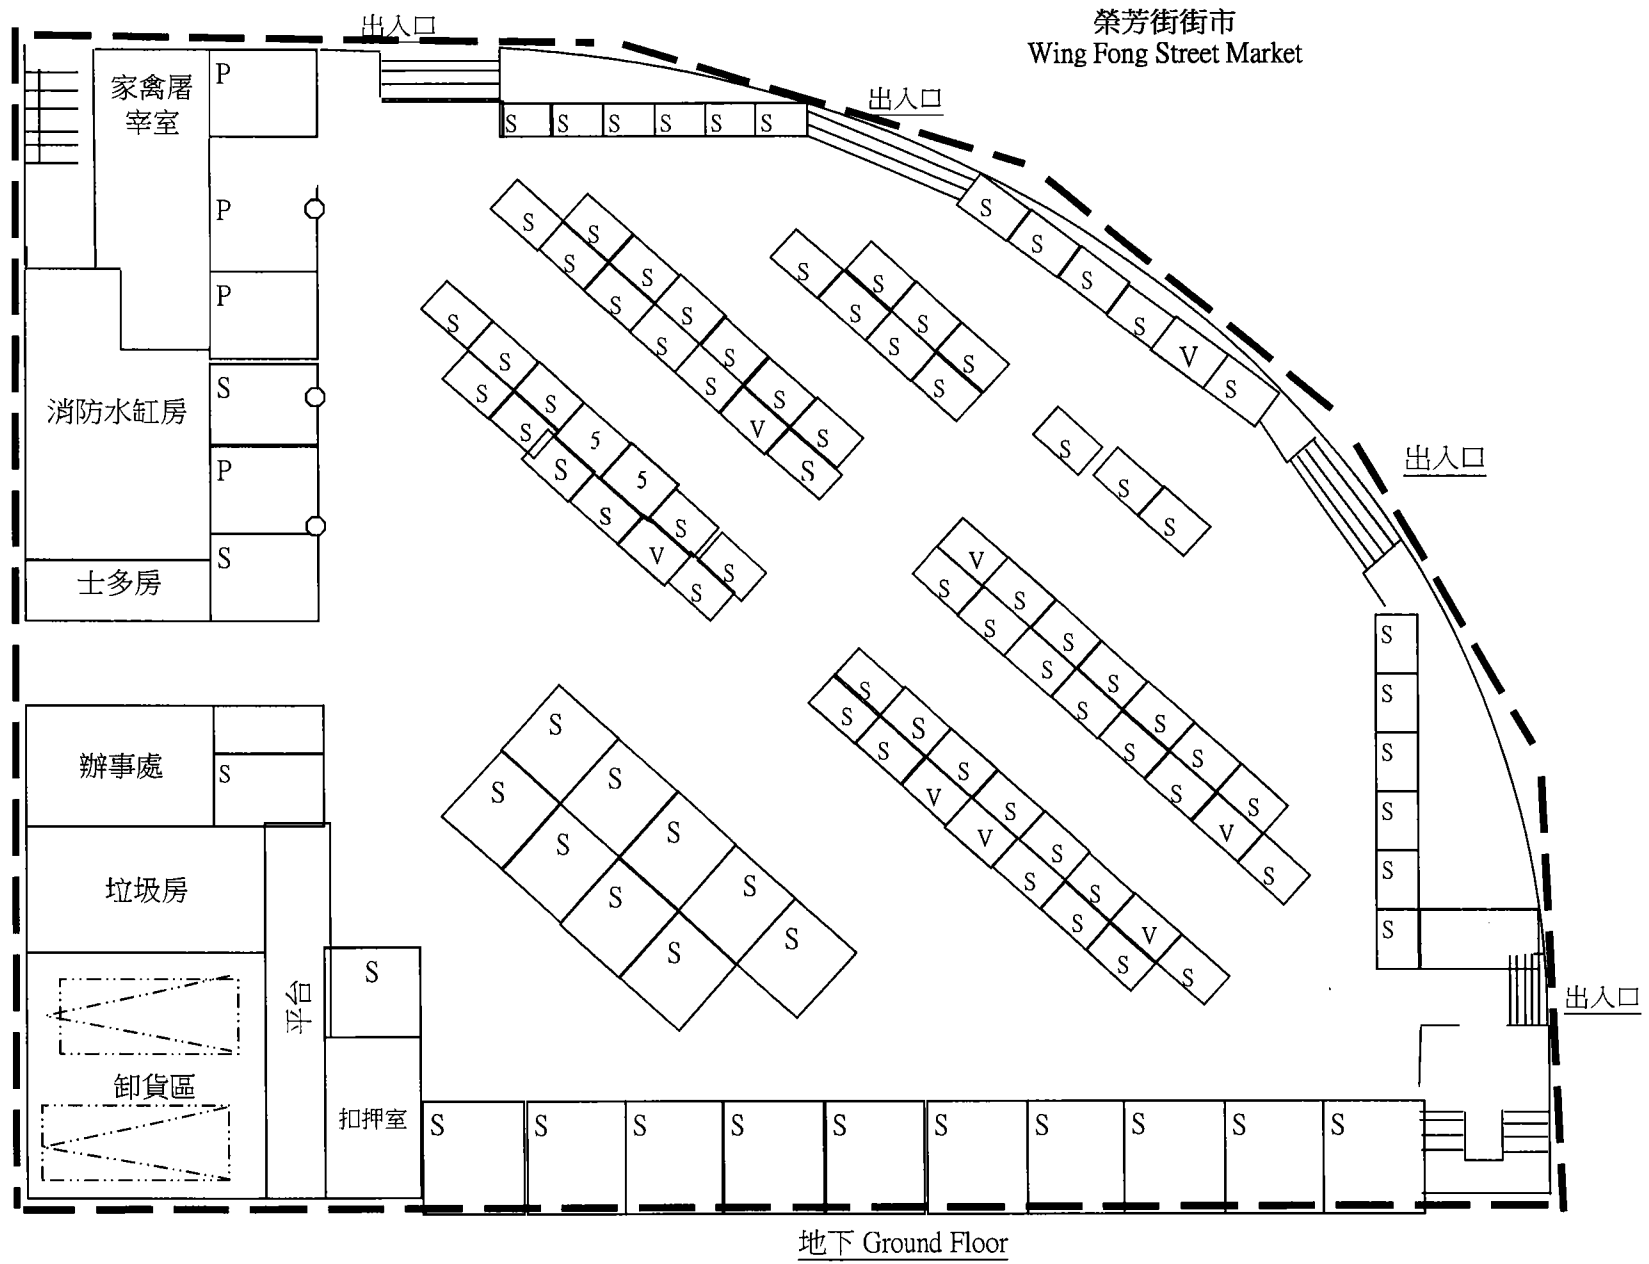 榮芳街街市
Wing Fong Street Market
出入口
出入口
家禽屠
宰室
P
S S S S S S
P
P
S
P
S
消防水缸房
士多房
S S S S V S
S S S S S S
S S S S S S V S
S S S S
S S S
S S S 5 5 S S
S S S S V S
S
S S
出入口
V S S S S S S
S S S S S S V S
S S S S S S V S
S S V V S S S
S
S
S
S
S
S
辦事處
S
S S S S S
S S S S
垃圾房
平台
S
卸貨區
扣押室
出入口
S S S S S S S S S S
地下 Ground Floor